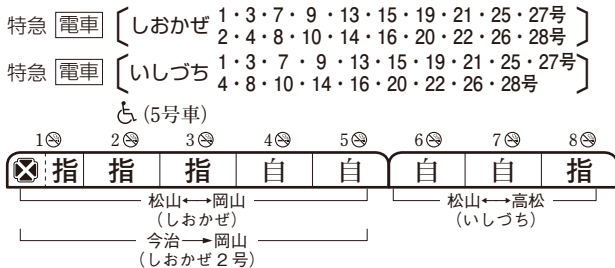 特急 電車 しおかぜ 1・3・7・9・13・15・19・21・25・27号
2・4・8・10・14・16・20・22・26・28号
特急 電車 いしづち 1・3・7・9・13・15・19・21・25・27号
4・8・10・14・16・20・22・26・28号
(5号車)
1 2 3 4 5 6 7 8
指 指 指 自 自 自 自 指
松山↔岡山 松山↔高松
(しおかぜ) (いしづち)
今治→岡山
(しおかぜ2号)